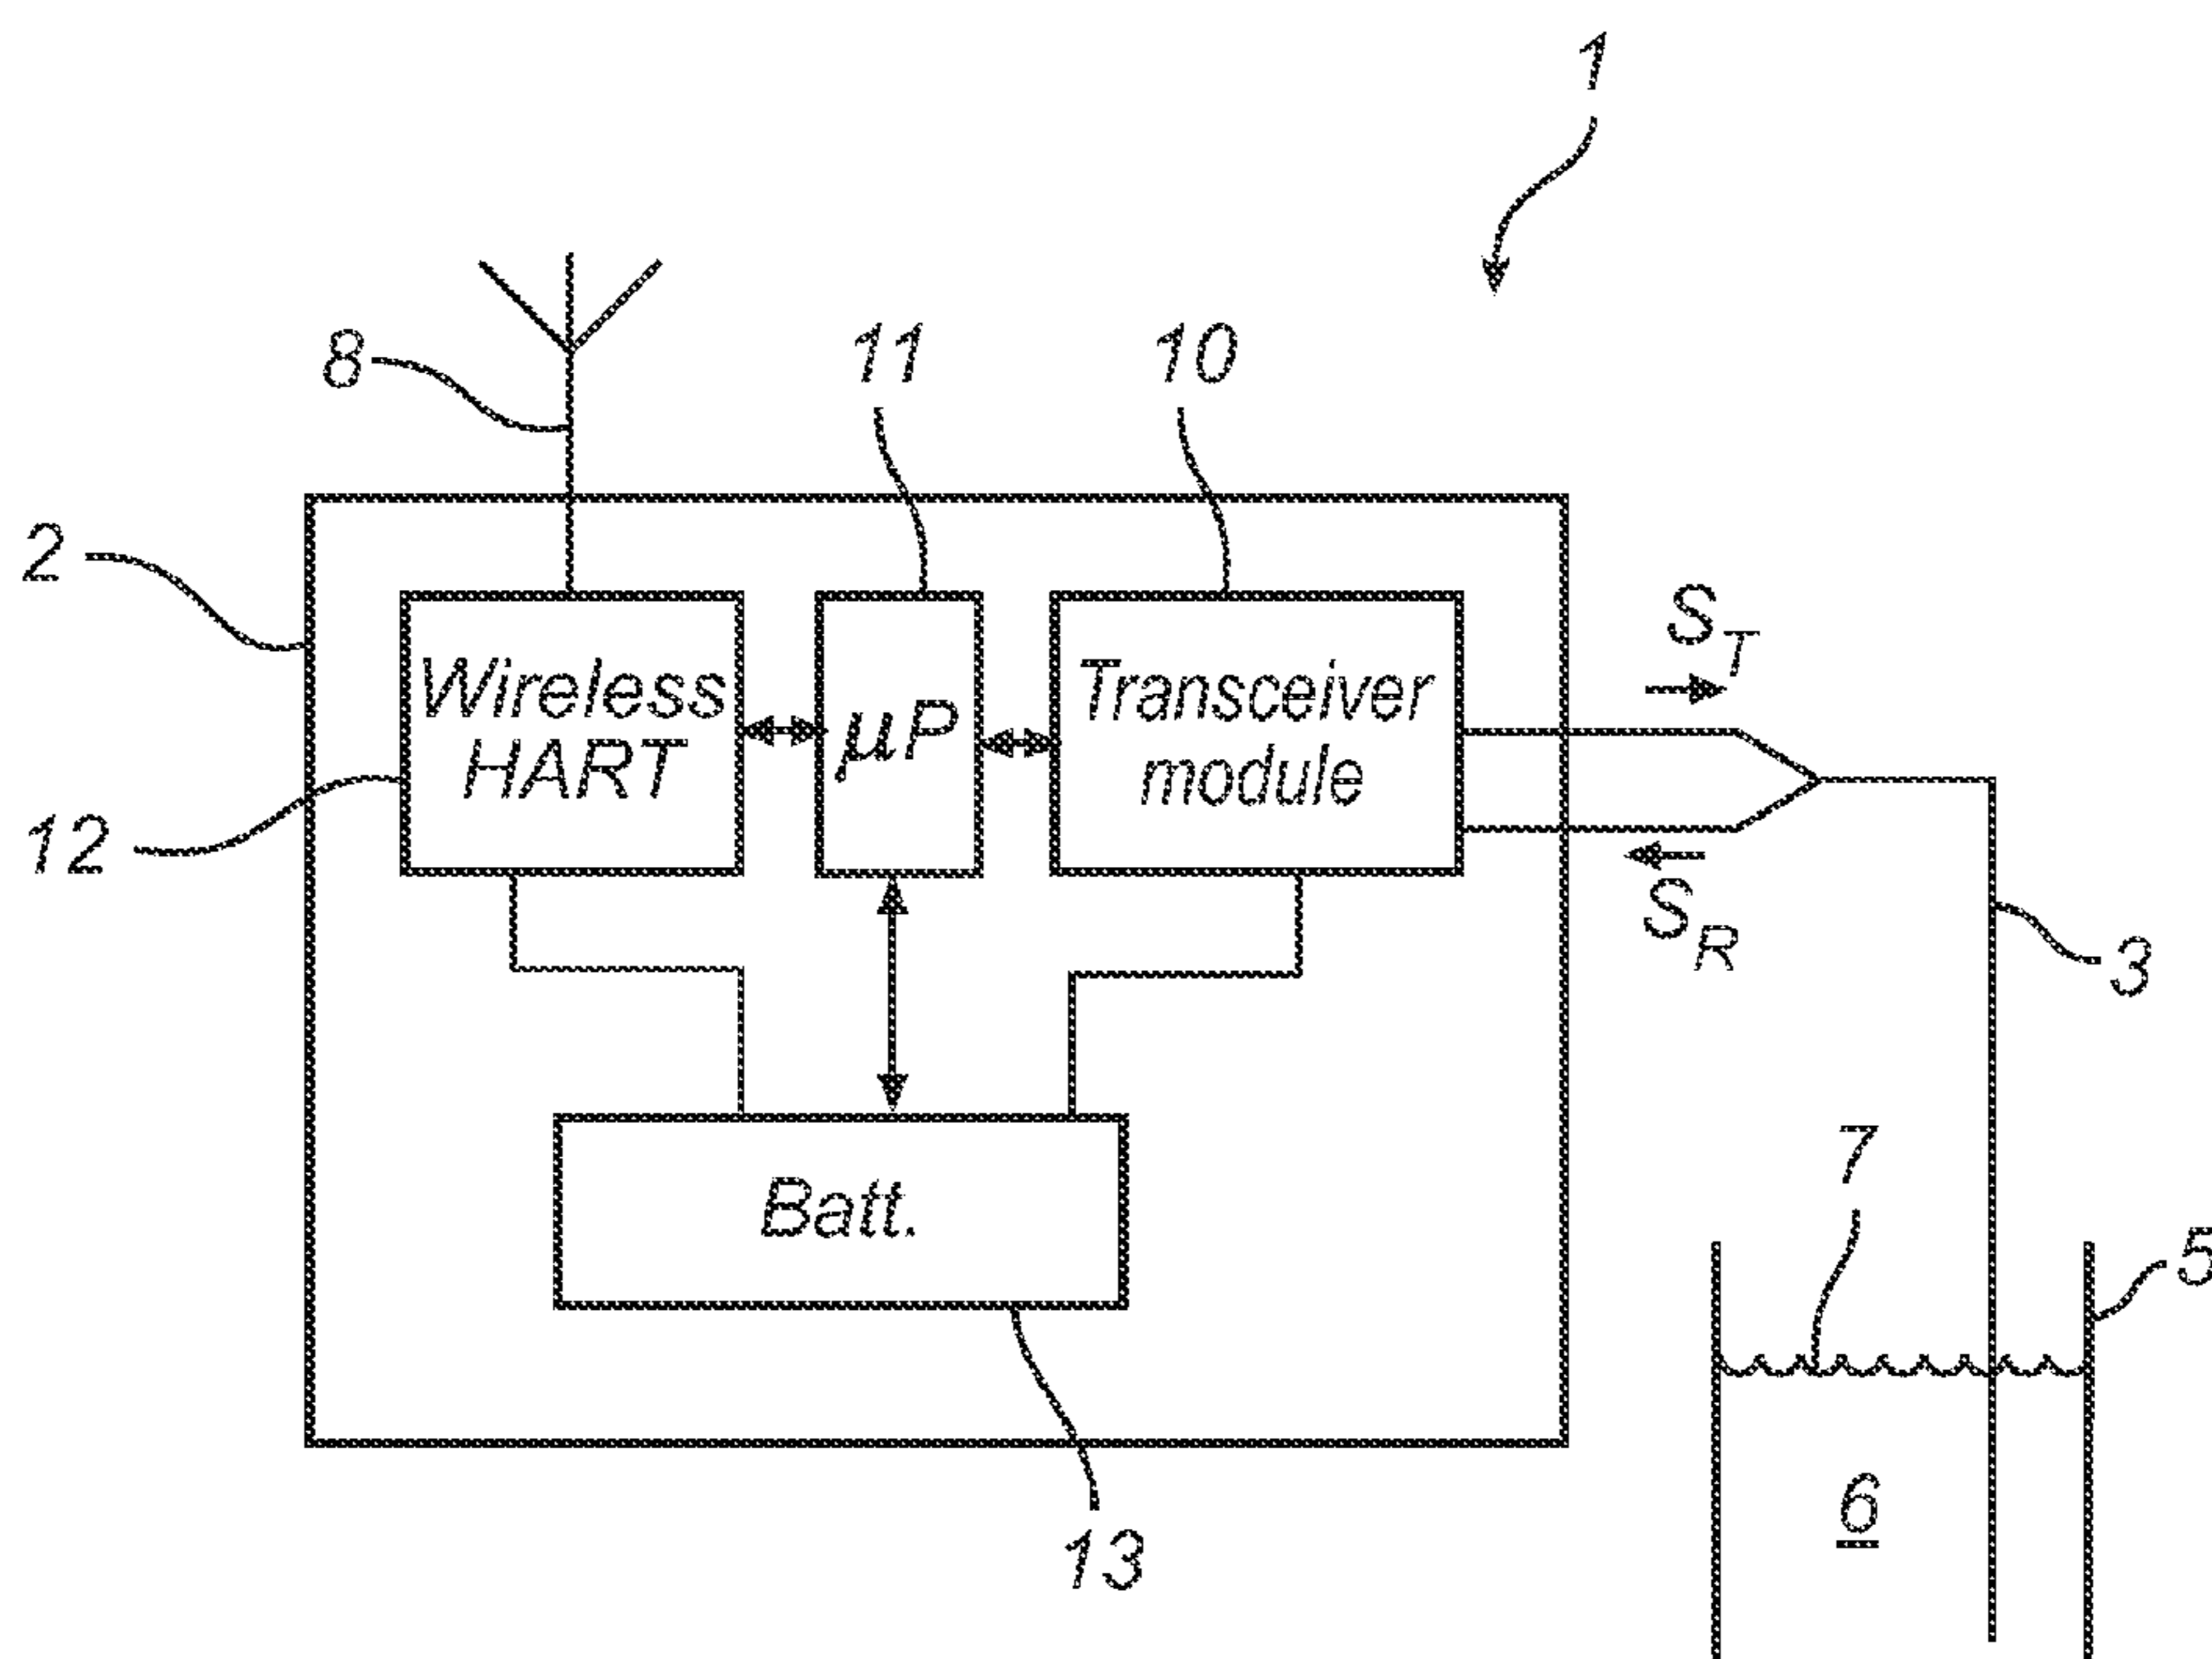 1
8
11
10
2
Wireless
HART
µP
Transceiver
module
S_T
12
S_R
3
7
5
Batt.
6
13